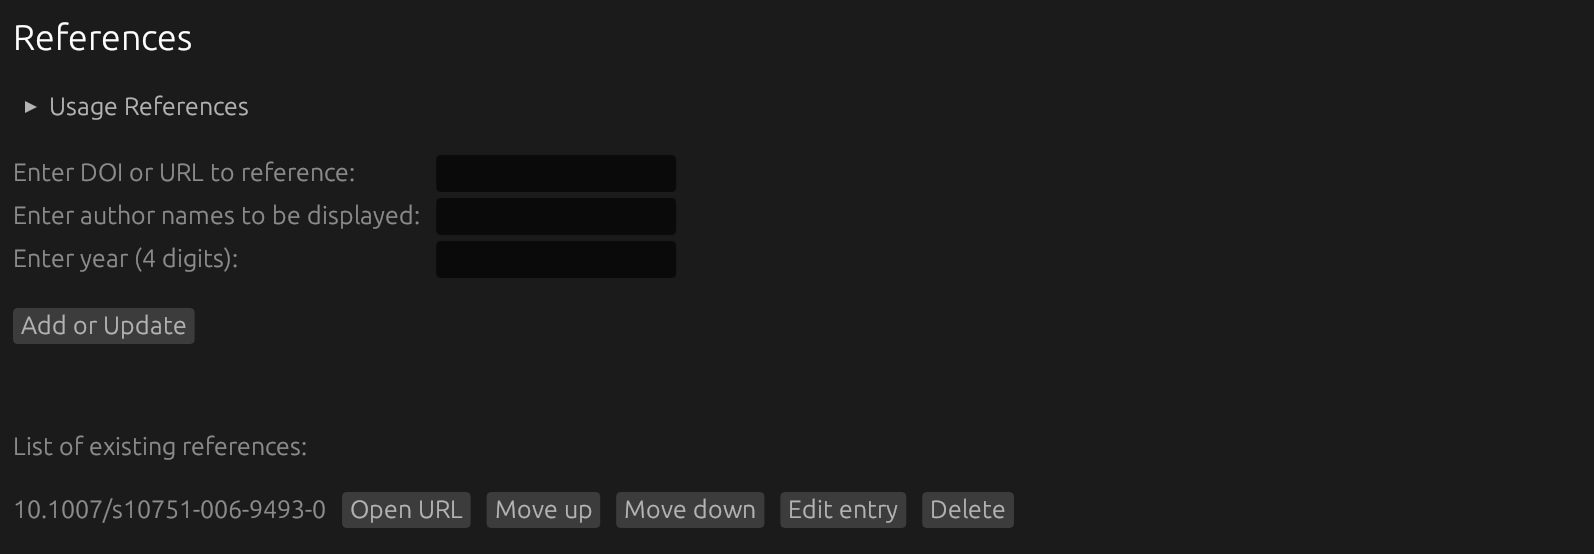 References
Usage References
Enter DOI or URL to reference:
Enter author names to be displayed:
Enter year (4 digits):
Add or Update
List of existing references:
10.1007/s10751-006-9493-0 Open URL Move up Move down Edit entry Delete